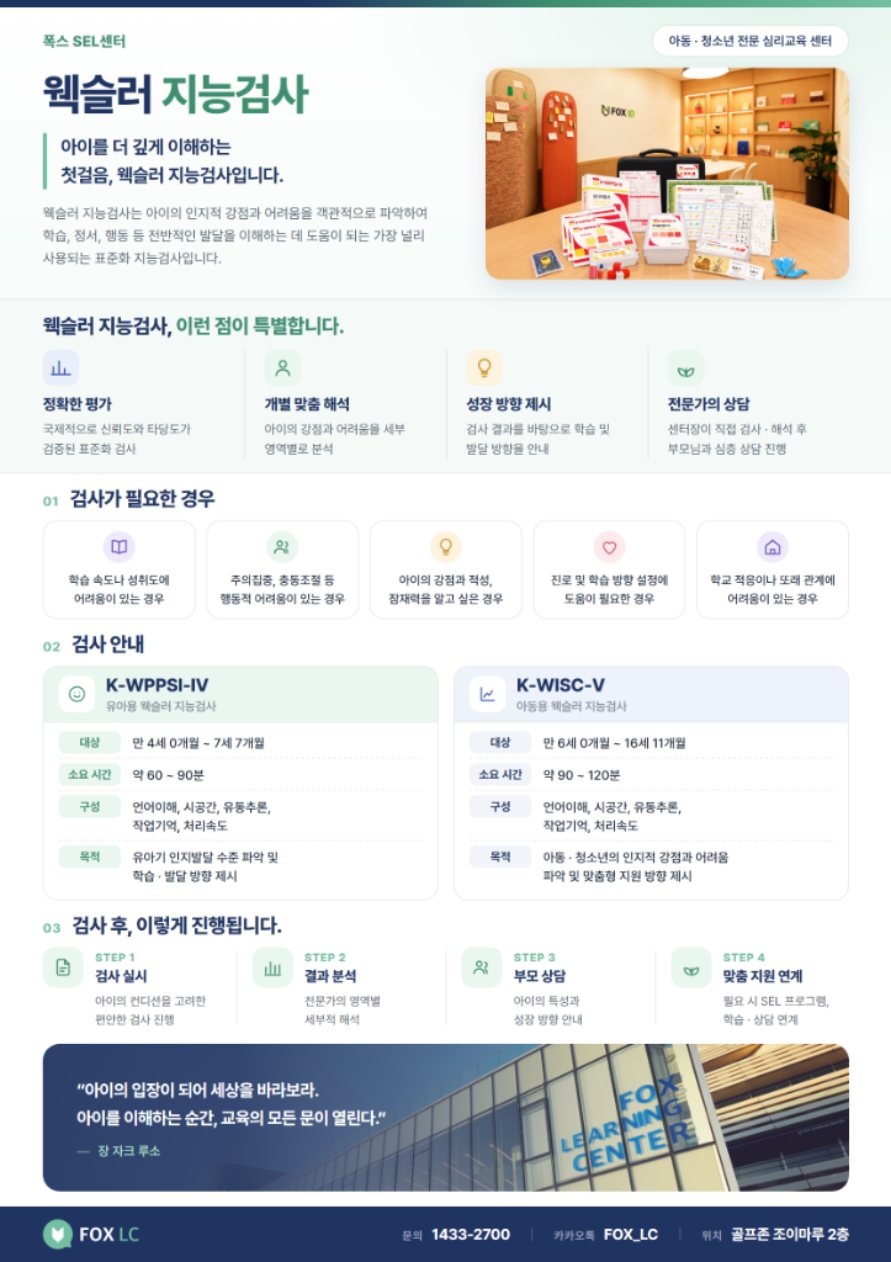 폭스 SEL센터
아동 · 청소년 전문 심리교육 센터
웩슬러 지능검사
아이를 더 깊게 이해하는
첫걸음, 웩슬러 지능검사입니다.
웩슬러 지능검사는 아이의 인지적 강점과 어려움을 객관적으로 파악하여
학습, 정서, 행동 등 전반적인 발달을 이해하는 데 도움이 되는 가장 널리
사용되는 표준화 지능검사입니다.
FOX
K-WPPSI-IV
웩슬러 지능검사, 이런 점이 특별합니다.
정확한 평가
국제적으로 신뢰도와 타당도가
검증된 표준화 검사
개별 맞춤 해석
아이의 강점과 어려움을 세부
영역별로 분석
성장 방향 제시
검사 결과를 바탕으로 학습 및
발달 방향을 안내
전문가의 상담
센터장이 직접 검사 · 해석 후
부모님과 심층 상담 진행
01 검사가 필요한 경우
학습 속도나 성취도에
어려움이 있는 경우
주의집중, 충동조절 등
행동적 어려움이 있는 경우
아이의 강점과 적성,
잠재력을 알고 싶은 경우
진로 및 학습 방향 설정에
도움이 필요한 경우
학교 적응이나 또래 관계에
어려움이 있는 경우
02 검사 안내
K-WPPSI-IV
유아용 웩슬러 지능검사
대상 만 4세 0개월 ~ 7세 7개월
소요 시간 약 60 ~ 90분
구성 언어이해, 시공간, 유동추론,
작업기억, 처리속도
목적 유아기 인지발달 수준 파악 및
학습 · 발달 방향 제시
K-WISC-V
아동용 웩슬러 지능검사
대상 만 6세 0개월 ~ 16세 11개월
소요 시간 약 90 ~ 120분
구성 언어이해, 시공간, 유동추론,
작업기억, 처리속도
목적 아동 · 청소년의 인지적 강점과 어려움
파악 및 맞춤형 지원 방향 제시
03 검사 후, 이렇게 진행됩니다.
STEP 1
검사 실시
아이의 컨디션을 고려한
편안한 검사 진행
STEP 2
결과 분석
전문가의 영역별
세부적 해석
STEP 3
부모 상담
아이의 특성과
성장 방향 안내
STEP 4
맞춤 지원 연계
필요 시 SEL 프로그램,
학습 · 상담 연계
“아이의 입장이 되어 세상을 바라보라.
아이를 이해하는 순간, 교육의 모든 문이 열린다.”
— 장 자크 루소
FOX
LEARNING
CENTER
FOX LC
문의 1433-2700
카카오톡 FOX_LC
위치 골프존 조이마루 2층